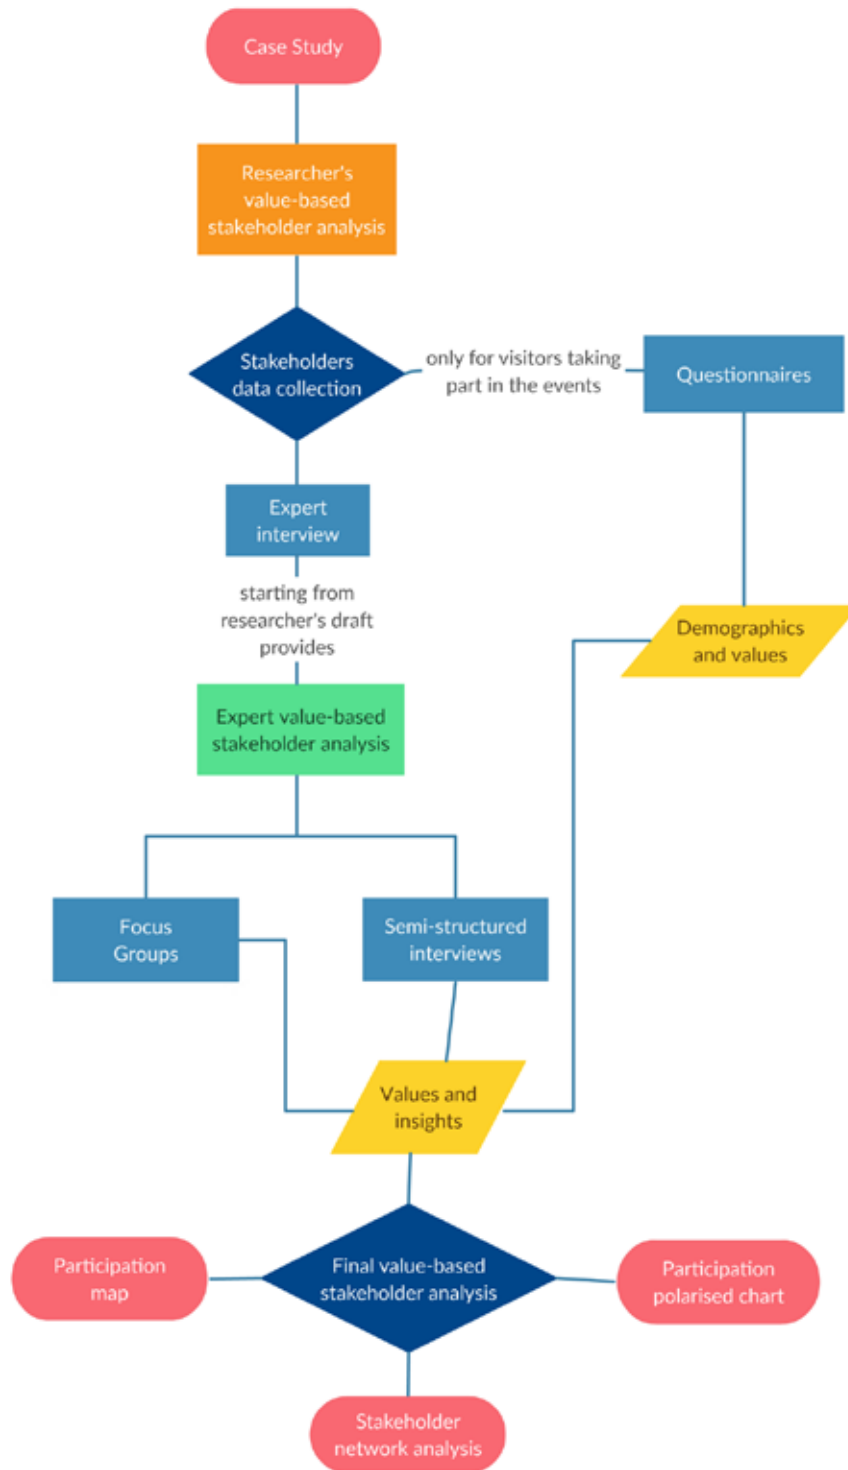 Case Study
Researcher's
value-based
stakeholder analysis
Stakeholders
data collection
only for visitors taking
part in the events
Questionnaires
Expert
interview
starting from
researcher's draft
provides
Demographics
and values
Expert value-based
stakeholder analysis
Focus
Groups
Semi-structured
interviews
Values and
insights
Final value-based
stakeholder analysis
Participation
map
Participation
polarised chart
Stakeholder
network analysis